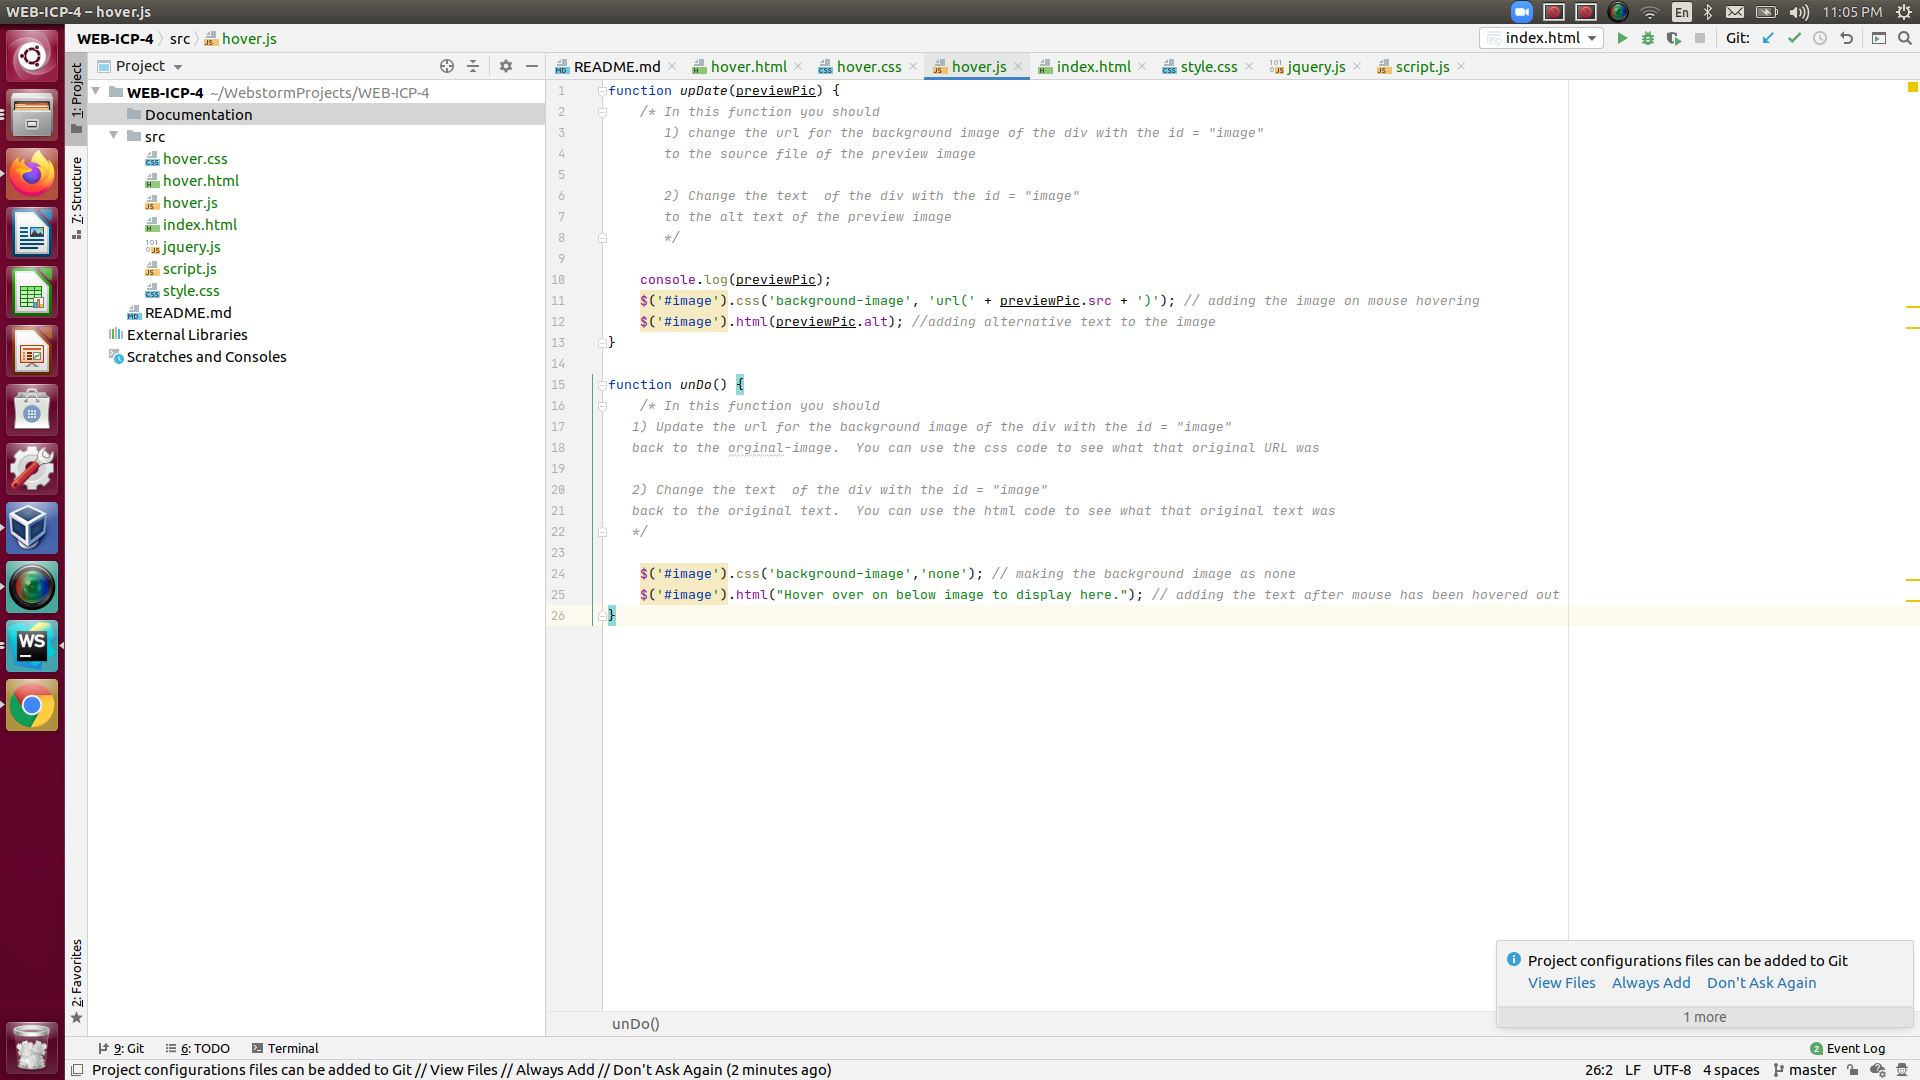 WEB-ICP-4 – hover.js
En
11:05 PM
WEB-ICP-4 src hover.js
index.html
Git:
Project
README.md
hover.html
hover.css
hover.js
index.html
style.css
jquery.js
script.js
1: Project
7: Structure
2: Favorites
WEB-ICP-4 ~/WebstormProjects/WEB-ICP-4
Documentation
src
hover.css
hover.html
hover.js
index.html
jquery.js
script.js
style.css
README.md
External Libraries
Scratches and Consoles
1 function upDate(previewPic) {
2 /* In this function you should
3 1) change the url for the background image of the div with the id = "image"
4 to the source file of the preview image
5
6 2) Change the text  of the div with the id = "image"
7 to the alt text of the preview image
8 */
9
10 console.log(previewPic);
11 $('#image').css('background-image', 'url(' + previewPic.src + ')'); // adding the image on mouse hovering
12 $('#image').html(previewPic.alt); //adding alternative text to the image
13 }
14
15 function unDo() {
16 /* In this function you should
17 1) Update the url for the background image of the div with the id = "image"
18 back to the orginal-image.  You can use the css code to see what that original URL was
19
20 2) Change the text  of the div with the id = "image"
21 back to the original text.  You can use the html code to see what that original text was
22 */
23
24 $('#image').css('background-image','none'); // making the background image as none
25 $('#image').html("Hover over on below image to display here."); // adding the text after mouse has been hovered out
26 }
Project configurations files can be added to Git
View Files Always Add Don't Ask Again
1 more
unDo()
9: Git
6: TODO
Terminal
2 Event Log
Project configurations files can be added to Git // View Files // Always Add // Don't Ask Again (2 minutes ago)
26:2 LF UTF-8 4 spaces master
WS